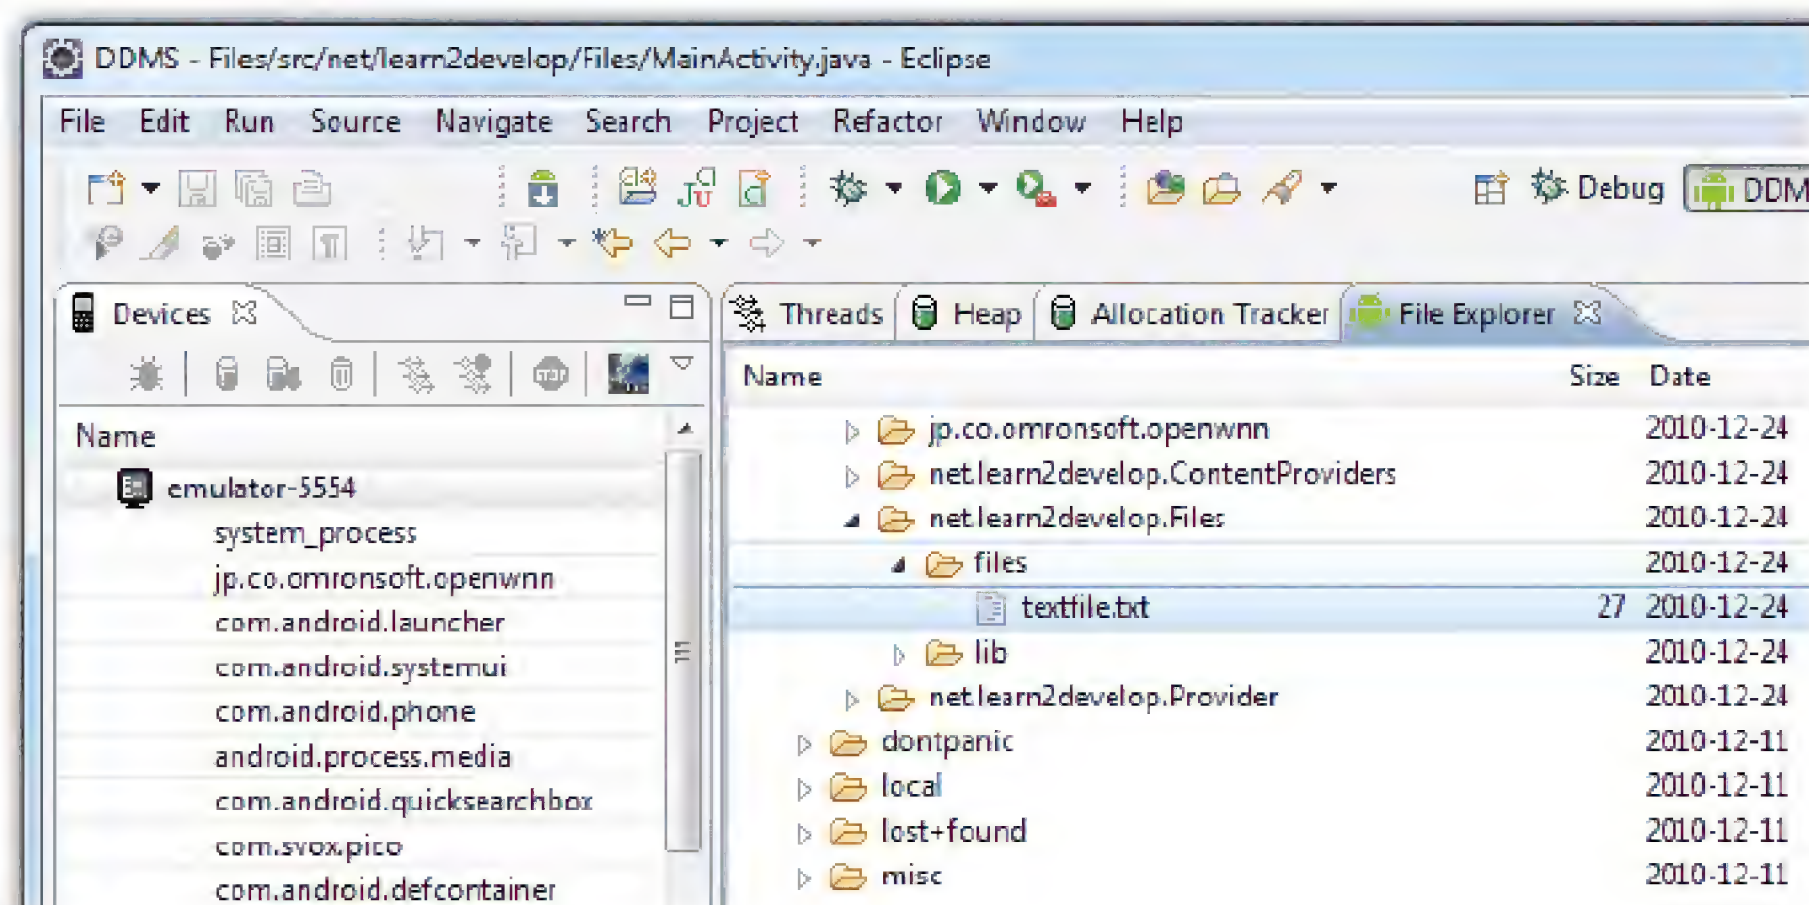 DDMS - Files/src/net/learn2develop/Files/MainActivity.java - Eclipse
File Edit Run Source Navigate Search Project Refactor Window Help
Debug DDM
Devices
Threads Heap Allocation Tracker File Explorer
Name
emulator-5554
system_process
jp.co.omronsoft.openwnn
com.android.launcher
com.android.systemui
com.android.phone
android.process.media
com.android.quicksearchbox
com.svox.pico
com.android.defcontainer
Name Size Date
jp.co.omronsoft.openwnn 2010-12-24
net.learn2develop.ContentProviders 2010-12-24
net.learn2develop.Files 2010-12-24
files 2010-12-24
textfile.txt 27 2010-12-24
lib 2010-12-24
net.learn2develop.Provider 2010-12-24
dontpanic 2010-12-11
local 2010-12-11
lost+found 2010-12-11
misc 2010-12-11